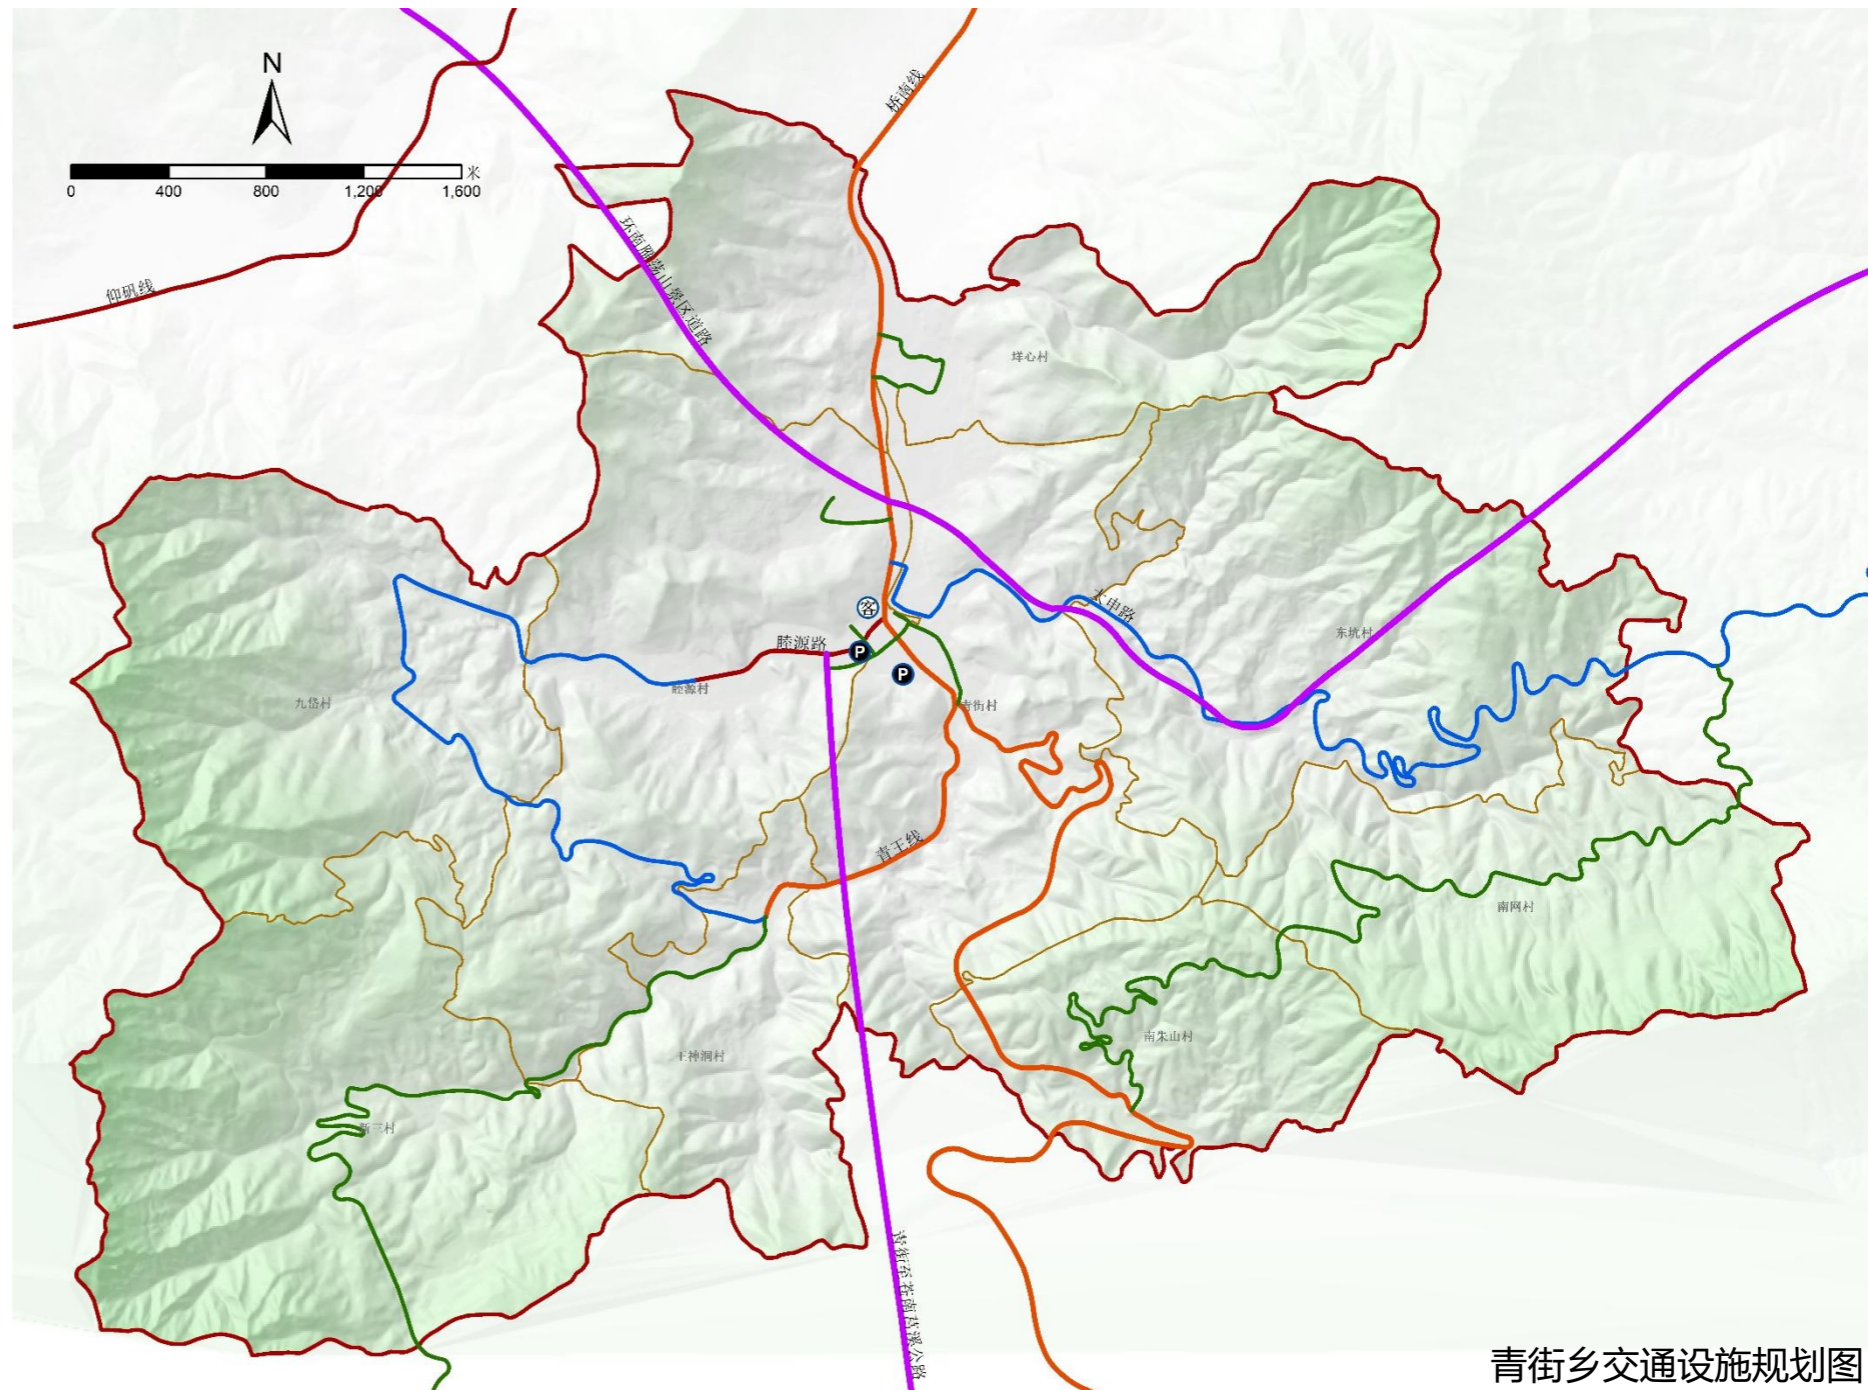 N
米
0 400 800 1,200 1,600
桥南线
仰矾线
环南雁荡山景区道路
垟心村
太申路
客
东坑村
睦源路
P
P
睦源村
九岱村
青街村
青王线
南网村
南朱山村
王神洞村
新三村
青街至苍南莒溪公路
青街乡交通设施规划图